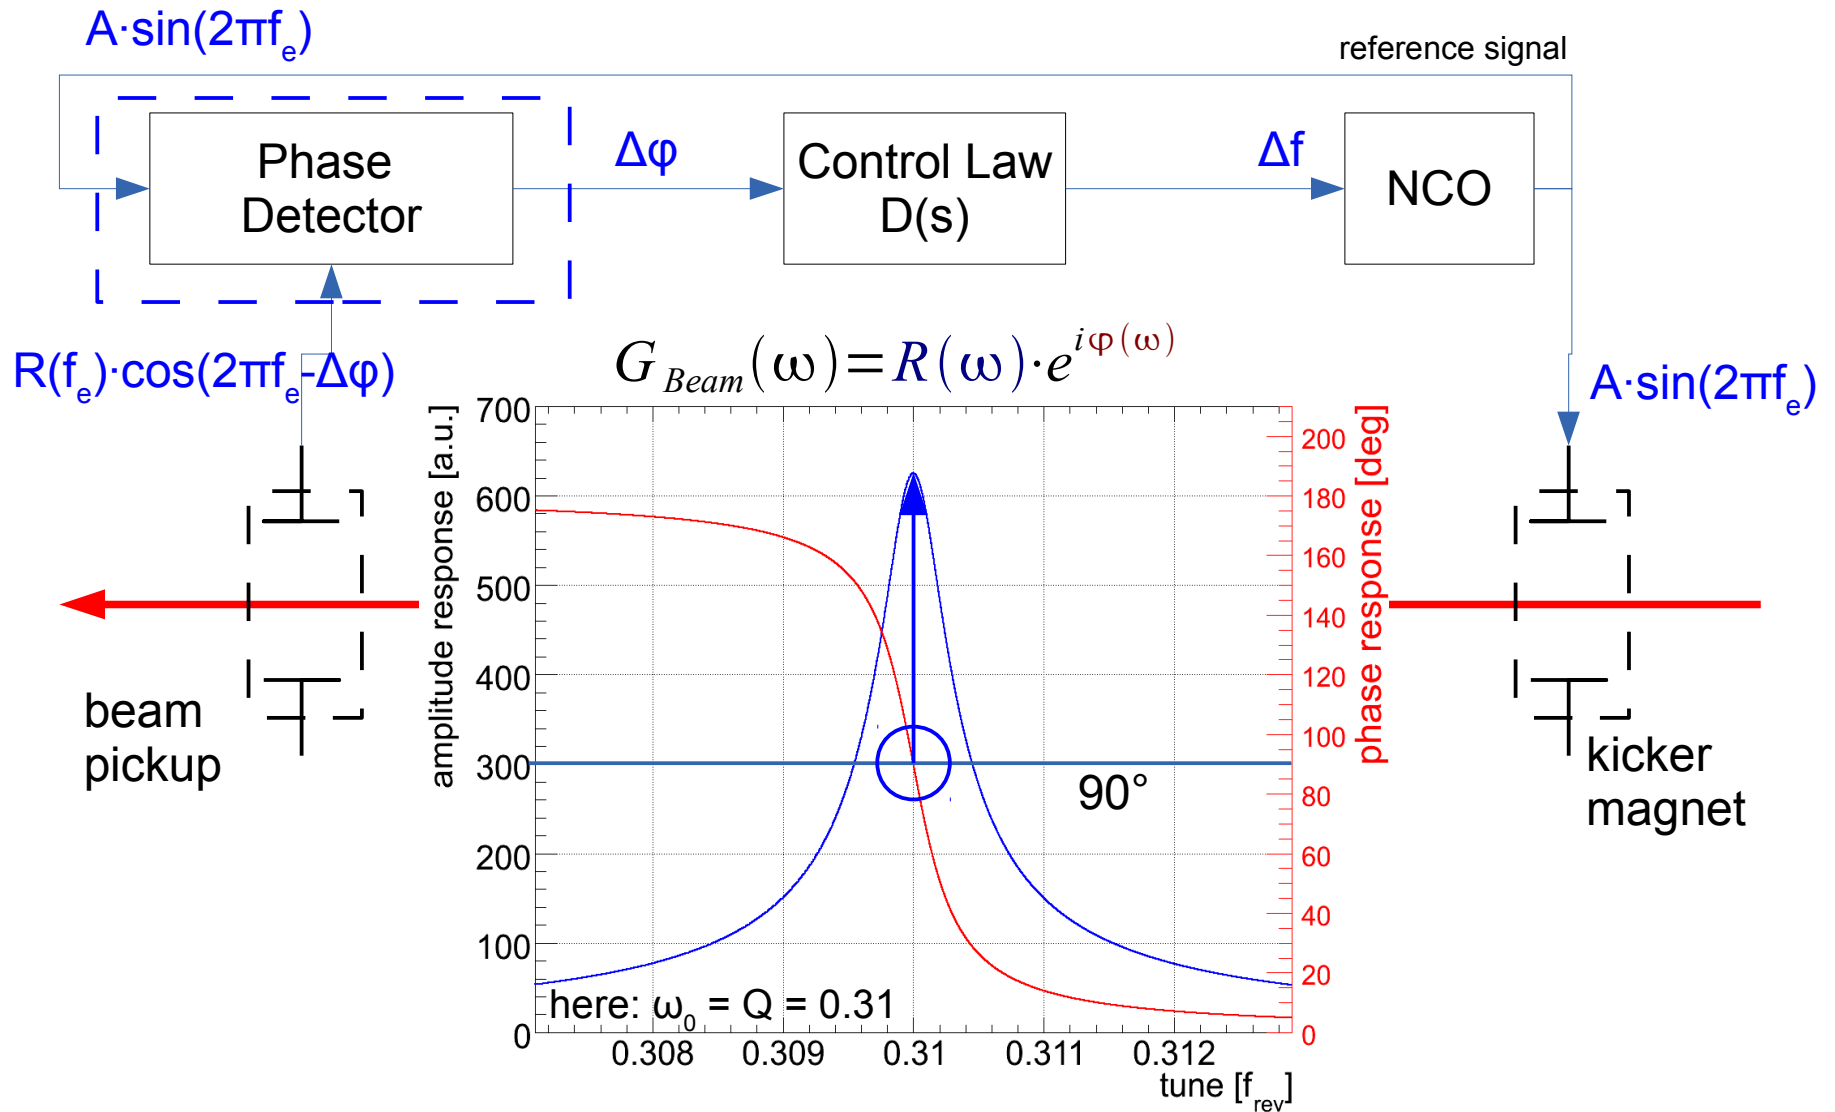 A·sin(2πfₑ)
reference signal
Phase
Detector
Δφ
Control Law
D(s)
Δf
NCO
R(fₑ)·cos(2πfₑ-Δφ)
G_Beam(ω)=R(ω)·e^{iφ(ω)}
A·sin(2πfₑ)
amplitude response [a.u.]
700
600
500
400
300
200
100
0
phase response [deg]
200
180
160
140
120
100
80
60
40
20
0
90°
beam
pickup
kicker
magnet
here: ω₀ = Q = 0.31
0.308 0.309 0.31 0.311 0.312
tune [f_rev]